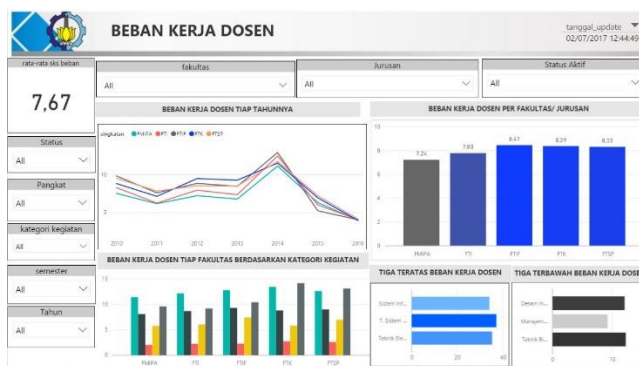 BEBAN KERJA DOSEN
tanggal_update
02/07/2017 12:44:49
rata-rata sks beban
7,67
fakultas
All
Jurusan
All
Status Aktif
All
Status
All
Pangkat
All
kategori kegiatan
All
semester
All
Tahun
All
BEBAN KERJA DOSEN TIAP TAHUNNYA
singkatan FMIPA FTI FTIF FTK FTSP
10
5
2010 2011 2012 2013 2014 2015 2016
BEBAN KERJA DOSEN PER FAKULTAS/ JURUSAN
10
8
6
4
2
0
7.24 7.83 8.47 8.39 8.33
FMIPA FTI FTIF FTK FTSP
BEBAN KERJA DOSEN TIAP FAKULTAS BERDASARKAN KATEGORI KEGIATAN
15
10
5
0
FMIPA FTI FTIF FTK FTSP
TIGA TERATAS BEBAN KERJA DOSEN
Sistem Inf...
T. Sistem ...
Teknik Ele...
0 20 40
TIGA TERBAWAH BEBAN KERJA DOSE
Desain In...
Manajem...
Teknik Bi...
0 10